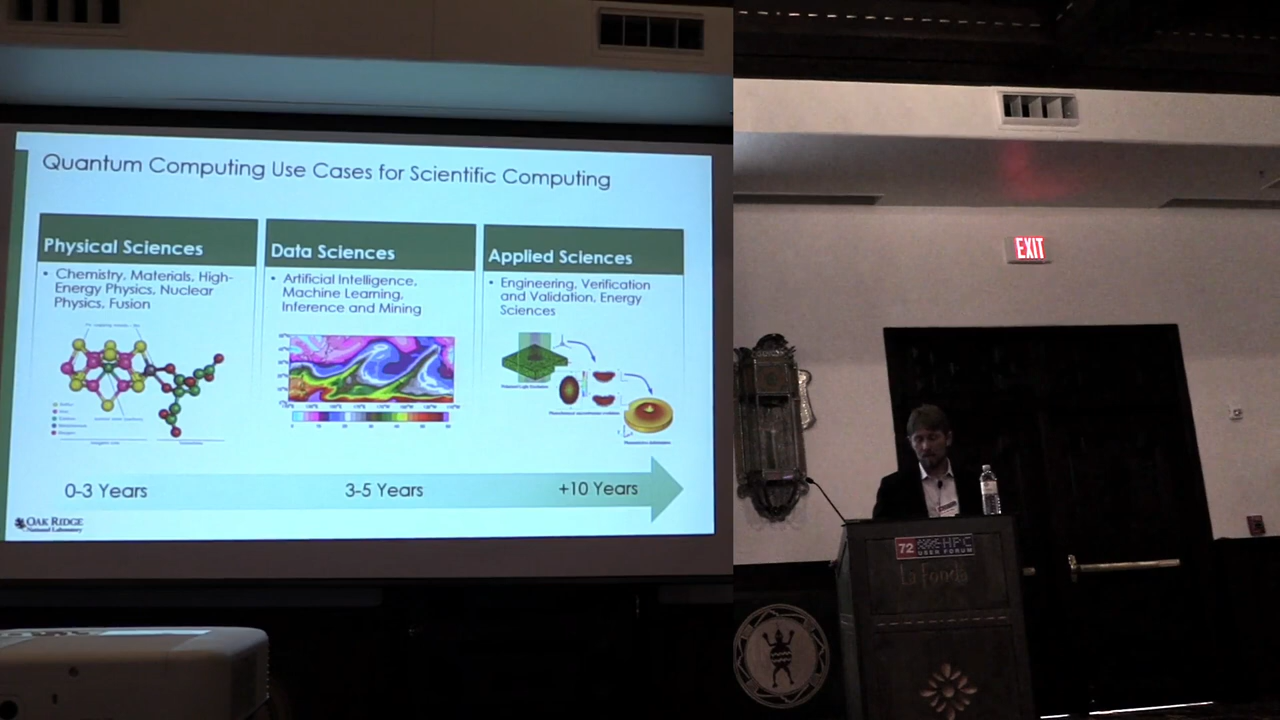 Quantum Computing Use Cases for Scientific Computing
Physical Sciences
• Chemistry, Materials, High-
Energy Physics, Nuclear
Physics, Fusion
Data Sciences
• Artificial Intelligence,
Machine Learning,
Inference and Mining
Applied Sciences
• Engineering, Verification
and Validation, Energy
Sciences
0-3 Years
3-5 Years
+10 Years
OAK RIDGE
National Laboratory
EXIT
72
HPC
USER FORUM
La Fonda